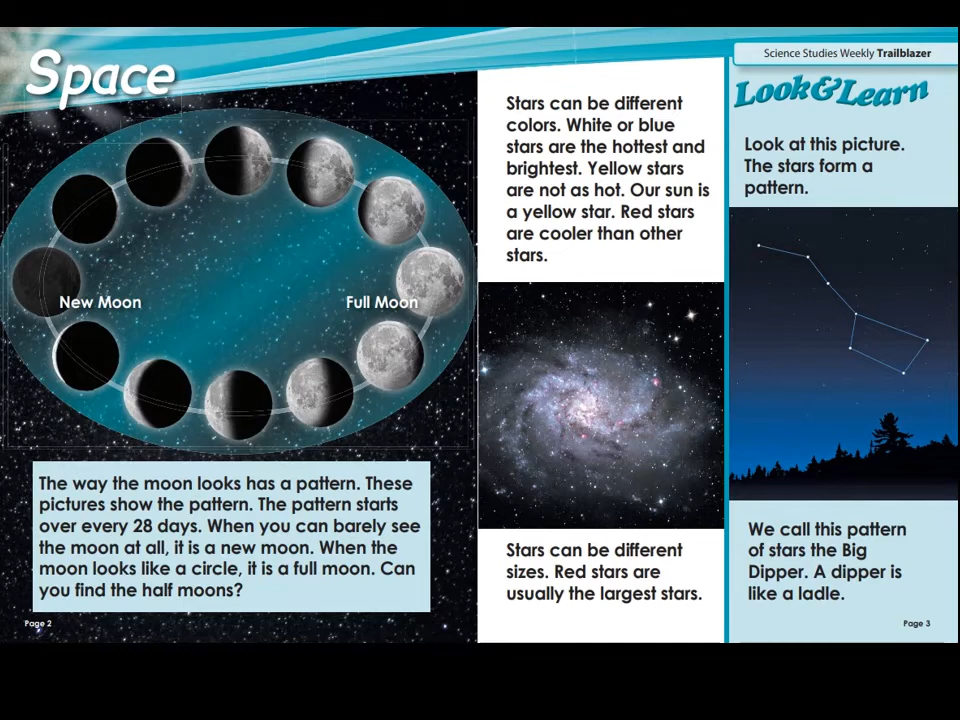 Space
New Moon
Full Moon
The way the moon looks has a pattern. These
pictures show the pattern. The pattern starts
over every 28 days. When you can barely see
the moon at all, it is a new moon. When the
moon looks like a circle, it is a full moon. Can
you find the half moons?
Page 2
Stars can be different
colors. White or blue
stars are the hottest and
brightest. Yellow stars
are not as hot. Our sun is
a yellow star. Red stars
are cooler than other
stars.
Stars can be different
sizes. Red stars are
usually the largest stars.
Science Studies Weekly Trailblazer
Look&Learn
Look at this picture.
The stars form a
pattern.
We call this pattern
of stars the Big
Dipper. A dipper is
like a ladle.
Page 3